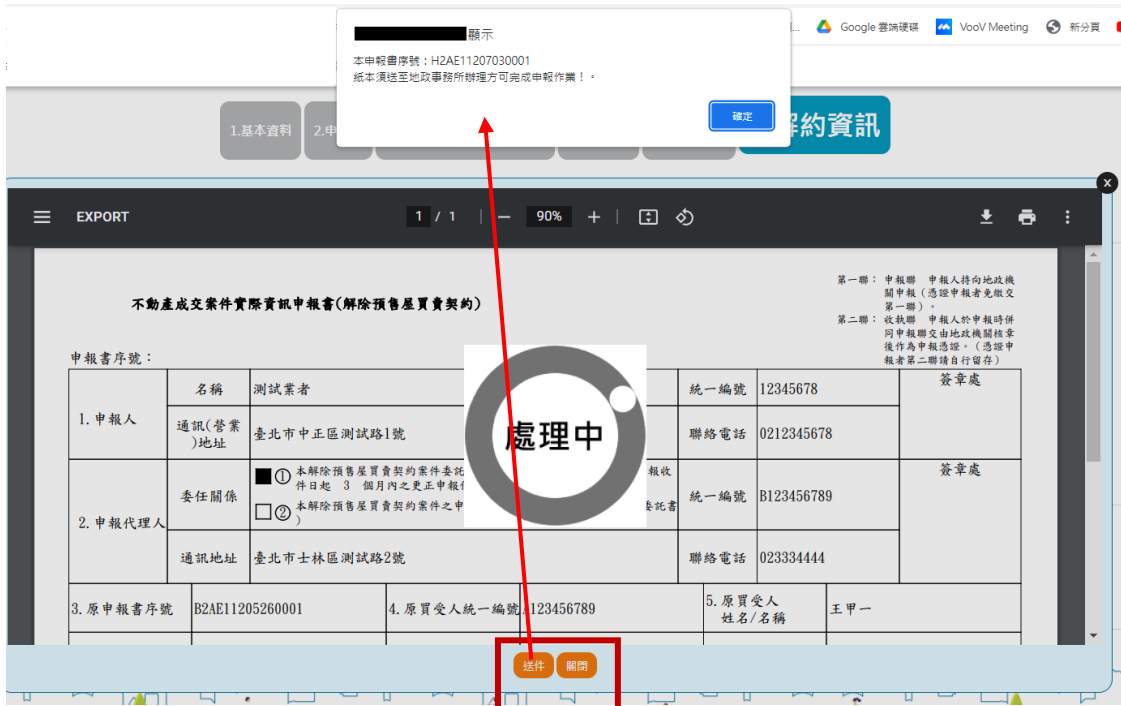 Google 雲端硬碟
VooV Meeting
新分頁
顯示
本申報書序號：H2AE11207030001
紙本須送至地政事務所辦理方可完成申報作業！。
確定
1.基本資料
2.申
解約資訊
x
EXPORT
1 / 1
90%
第一聯： 申報聯 申報人持向地政機
關申報（憑證申報者免繳交
第一聯）。
第二聯： 收執聯 申報人於申報時併
同申報聯交由地政機關核章
後作為申報憑證。（憑證申
報者第二聯請自行留存）
不動產成交案件實際資訊申報書(解除預售屋買賣契約)
申報書序號：
1.申報人
名稱
測試業者
統一編號
12345678
簽章處
通訊(營業
)地址
臺北市中正區測試路1號
聯絡電話
0212345678
處理中
2.申報代理人
委任關係
① 本解除預售屋買賣契約案件委託
報收
件日起 3 個月內之更正申報
② 本解除預售屋買賣契約案件之申
委託書
)
統一編號
B123456789
簽章處
通訊地址
臺北市士林區測試路2號
聯絡電話
023334444
3.原申報書序號
B2AE11205260001
4.原買受人統一編號
A123456789
5.原買受人
姓名/名稱
王甲一
送件
關閉